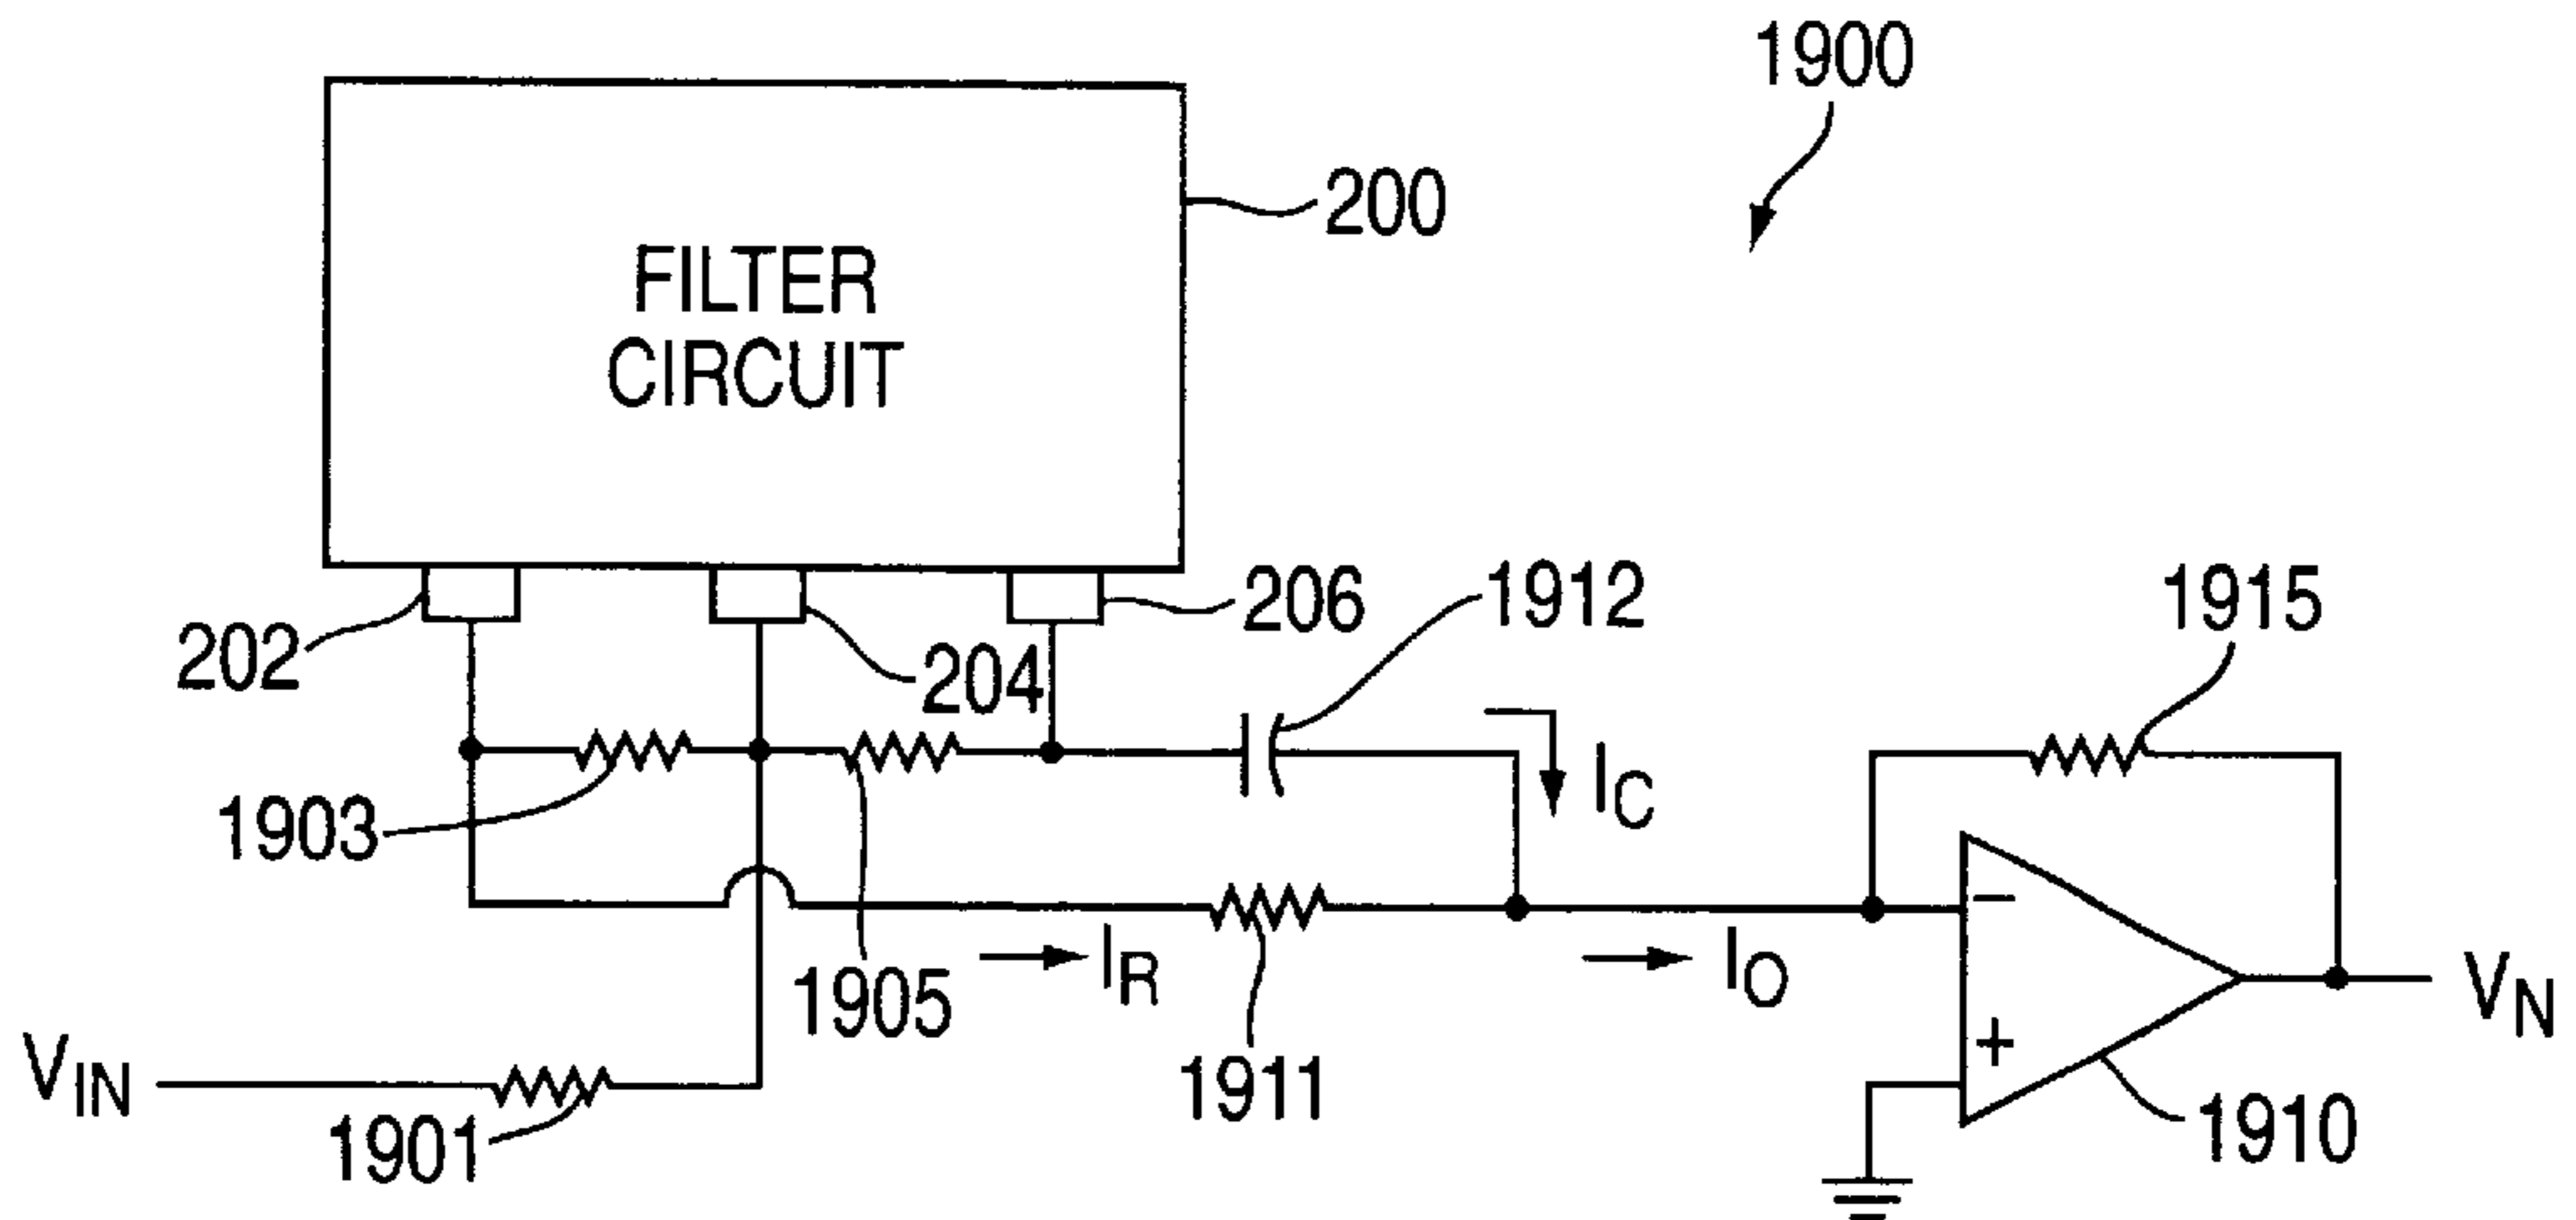 1900
200
FILTER
CIRCUIT
202
204
206
1912
1915
1903
I_C
1905
I_R
I_O
1911
V_IN
1901
−
+
V_N
1910